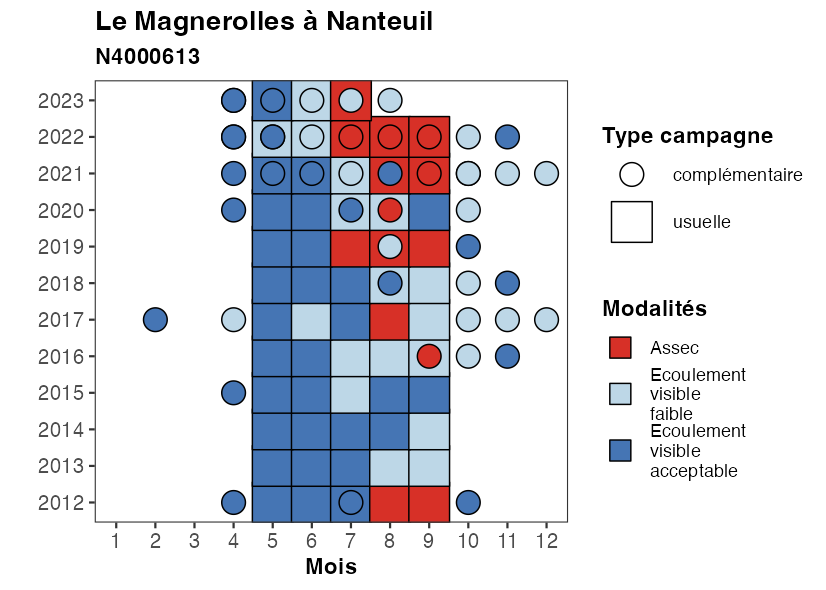 Le Magnerolles à Nanteuil
N4000613
2023
2022
2021
2020
2019
2018
2017
2016
2015
2014
2013
2012
1 2 3 4 5 6 7 8 9 10 11 12
Mois
Type campagne
complémentaire
usuelle
Modalités
Assec
Ecoulement
visible
faible
Ecoulement
visible
acceptable